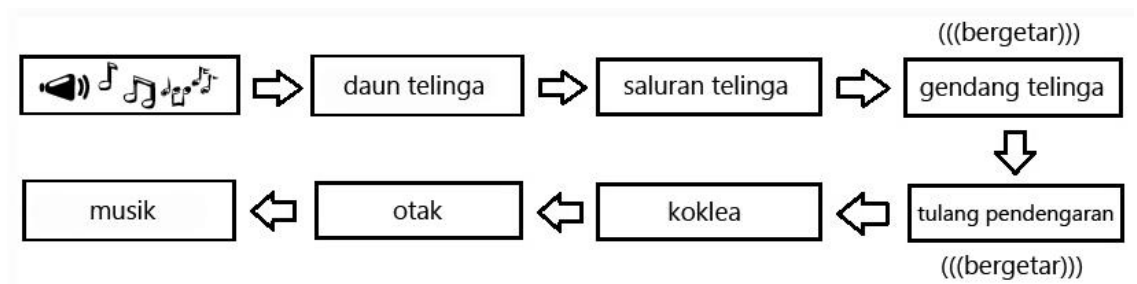 (((bergetar)))
daun telinga
saluran telinga
gendang telinga
musik
otak
koklea
tulang pendengaran
(((bergetar)))